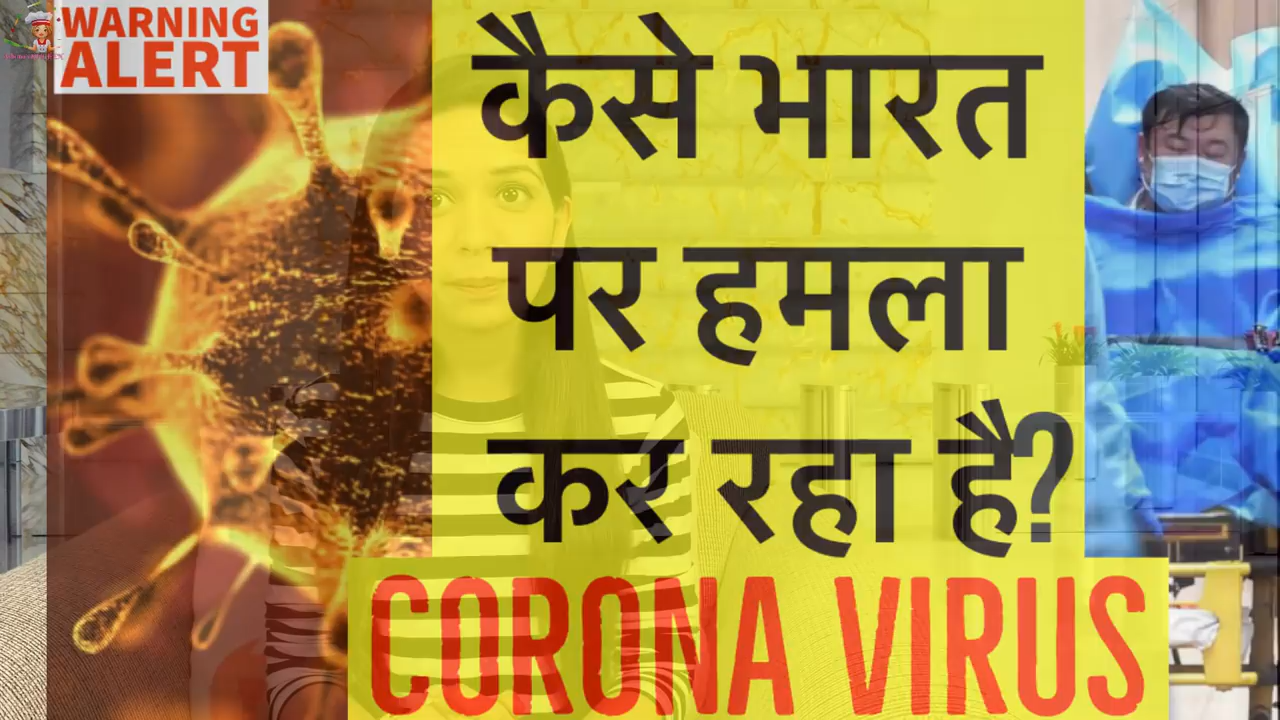 WARNING
ALERT
कैसे भारत
पर हमला
कर रहा है?
CORONA VIRUS